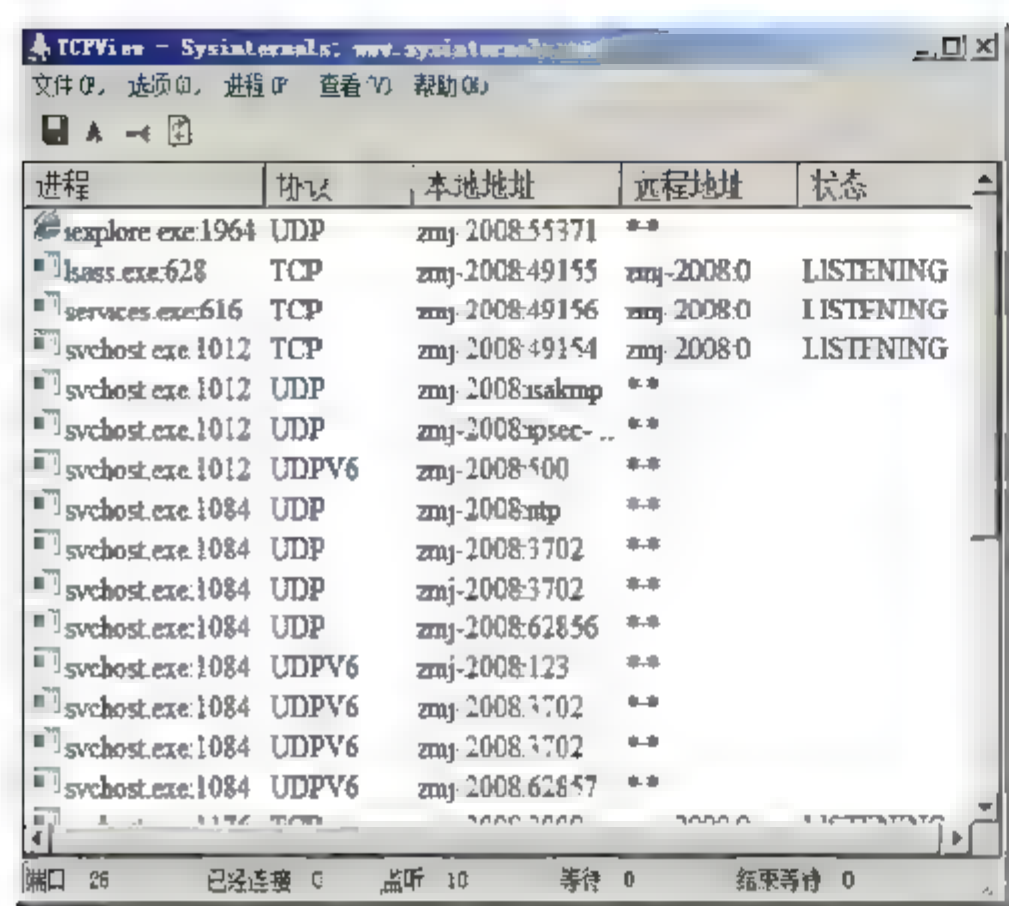 TCPView - Sysinternals: www.sysinternals
文件(F) 选项(O) 进程(P) 查看(V) 帮助(H)
进程 协议 本地地址 远程地址 状态
iexplore.exe:1964 UDP zmj-2008:55371 *:*
lsass.exe:628 TCP zmj-2008:49155 zmj-2008:0 LISTENING
services.exe:616 TCP zmj-2008:49156 zmj-2008:0 LISTENING
svchost.exe:1012 TCP zmj-2008:49154 zmj-2008:0 LISTENING
svchost.exe:1012 UDP zmj-2008:isakmp *:*
svchost.exe:1012 UDP zmj-2008:ipsec-... *:*
svchost.exe:1012 UDPV6 zmj-2008:500 *:*
svchost.exe:1084 UDP zmj-2008:ntp *:*
svchost.exe:1084 UDP zmj-2008:3702 *:*
svchost.exe:1084 UDP zmj-2008:3702 *:*
svchost.exe:1084 UDP zmj-2008:62856 *:*
svchost.exe:1084 UDPV6 zmj-2008:123 *:*
svchost.exe:1084 UDPV6 zmj-2008:3702 *:*
svchost.exe:1084 UDPV6 zmj-2008:3702 *:*
svchost.exe:1084 UDPV6 zmj-2008:62857 *:*
端口 26 已经连接 0 监听 10 等待 0 结束等待 0